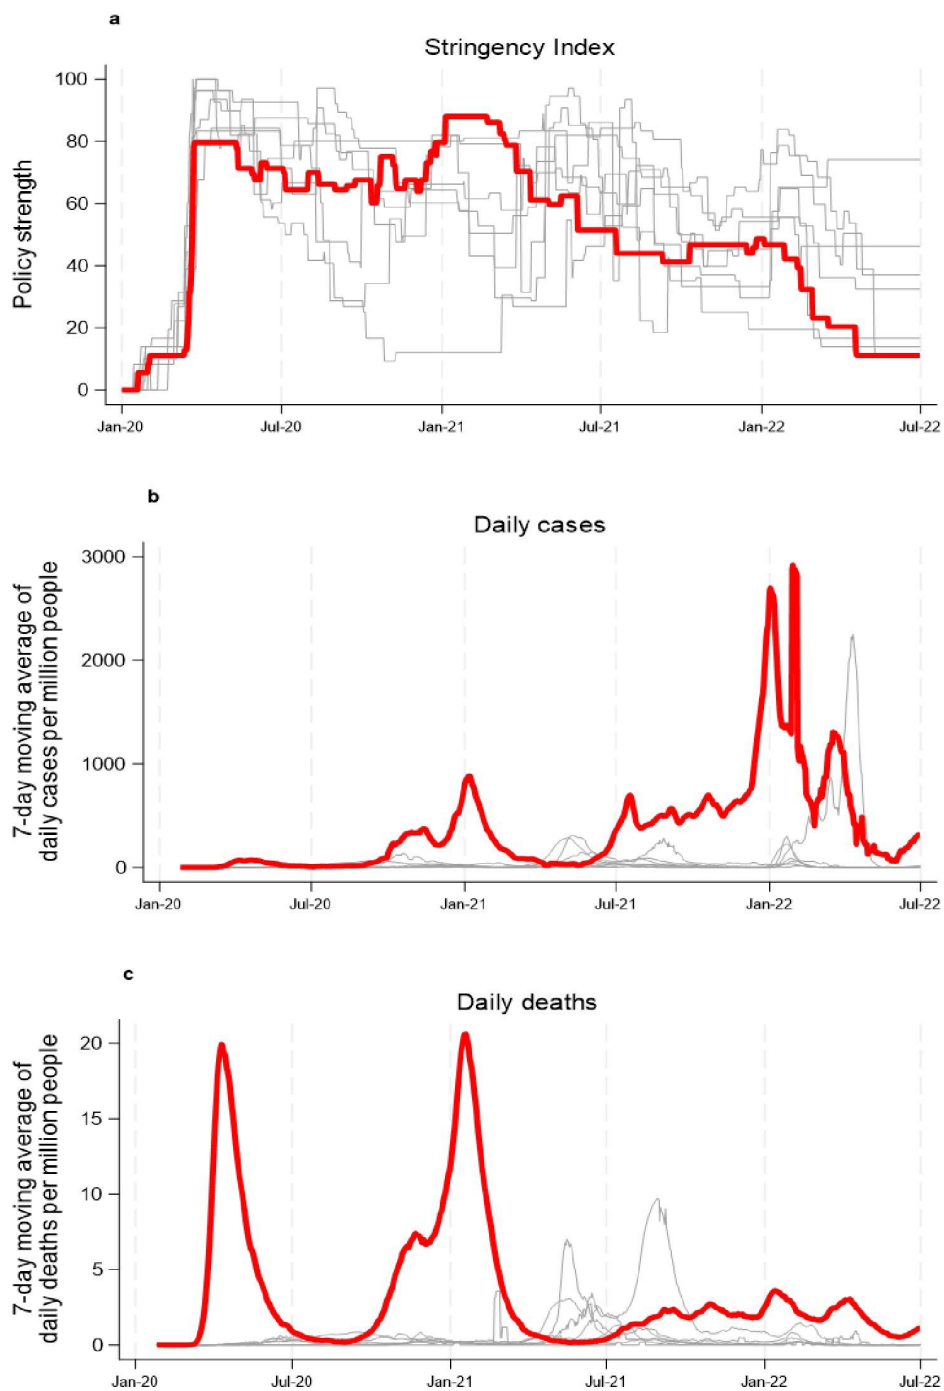 a
Stringency Index
Policy strength
100
80
60
40
20
0
Jan-20 Jul-20 Jan-21 Jul-21 Jan-22 Jul-22
b
Daily cases
7-day moving average of
daily cases per million people
3000
2000
1000
0
Jan-20 Jul-20 Jan-21 Jul-21 Jan-22 Jul-22
c
Daily deaths
7-day moving average of
daily deaths per million people
20
15
10
5
0
Jan-20 Jul-20 Jan-21 Jul-21 Jan-22 Jul-22